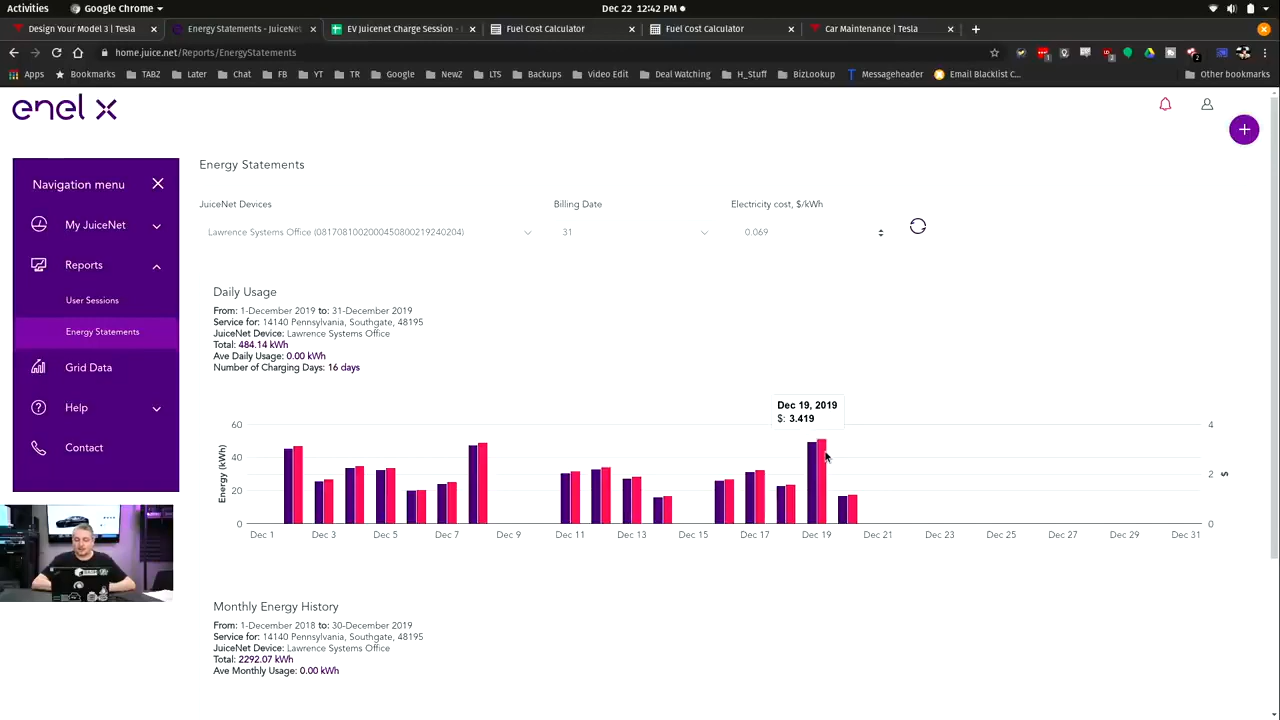 Activities
Google Chrome
Dec 22 12:42 PM
Design Your Model 3 | Tesla
Energy Statements - JuiceNe
EV Juicenet Charge Session -
Fuel Cost Calculator
Fuel Cost Calculator
Car Maintenance | Tesla
home.juice.net/Reports/EnergyStatements
Apps
Bookmarks
TABZ
Later
Chat
FB
YT
TR
Google
New2
LTS
Backups
Video Edit
Deal Watching
H_Stuff
BizLookup
Messageheader
Email Blacklist C...
Other bookmarks
enel x
Navigation menu
My JuiceNet
Reports
User Sessions
Energy Statements
Grid Data
Help
Contact
Energy Statements
JuiceNet Devices
Billing Date
Electricity cost, $/kWh
Lawrence Systems Office (0817081002000450800219240204)
31
0.069
Daily Usage
From: 1-December 2019 to: 31-December 2019
Service for: 14140 Pennsylvania, Southgate, 48195
JuiceNet Device: Lawrence Systems Office
Total: 484.14 kWh
Ave Daily Usage: 0.00 kWh
Number of Charging Days: 16 days
Dec 19, 2019
$: 3.419
Energy (kWh)
60
40
20
0
4
2
0
$
Dec 1
Dec 3
Dec 5
Dec 7
Dec 9
Dec 11
Dec 13
Dec 15
Dec 17
Dec 19
Dec 21
Dec 23
Dec 25
Dec 27
Dec 29
Dec 31
Monthly Energy History
From: 1-December 2018 to: 30-December 2019
Service for: 14140 Pennsylvania, Southgate, 48195
JuiceNet Device: Lawrence Systems Office
Total: 2292.07 kWh
Ave Monthly Usage: 0.00 kWh